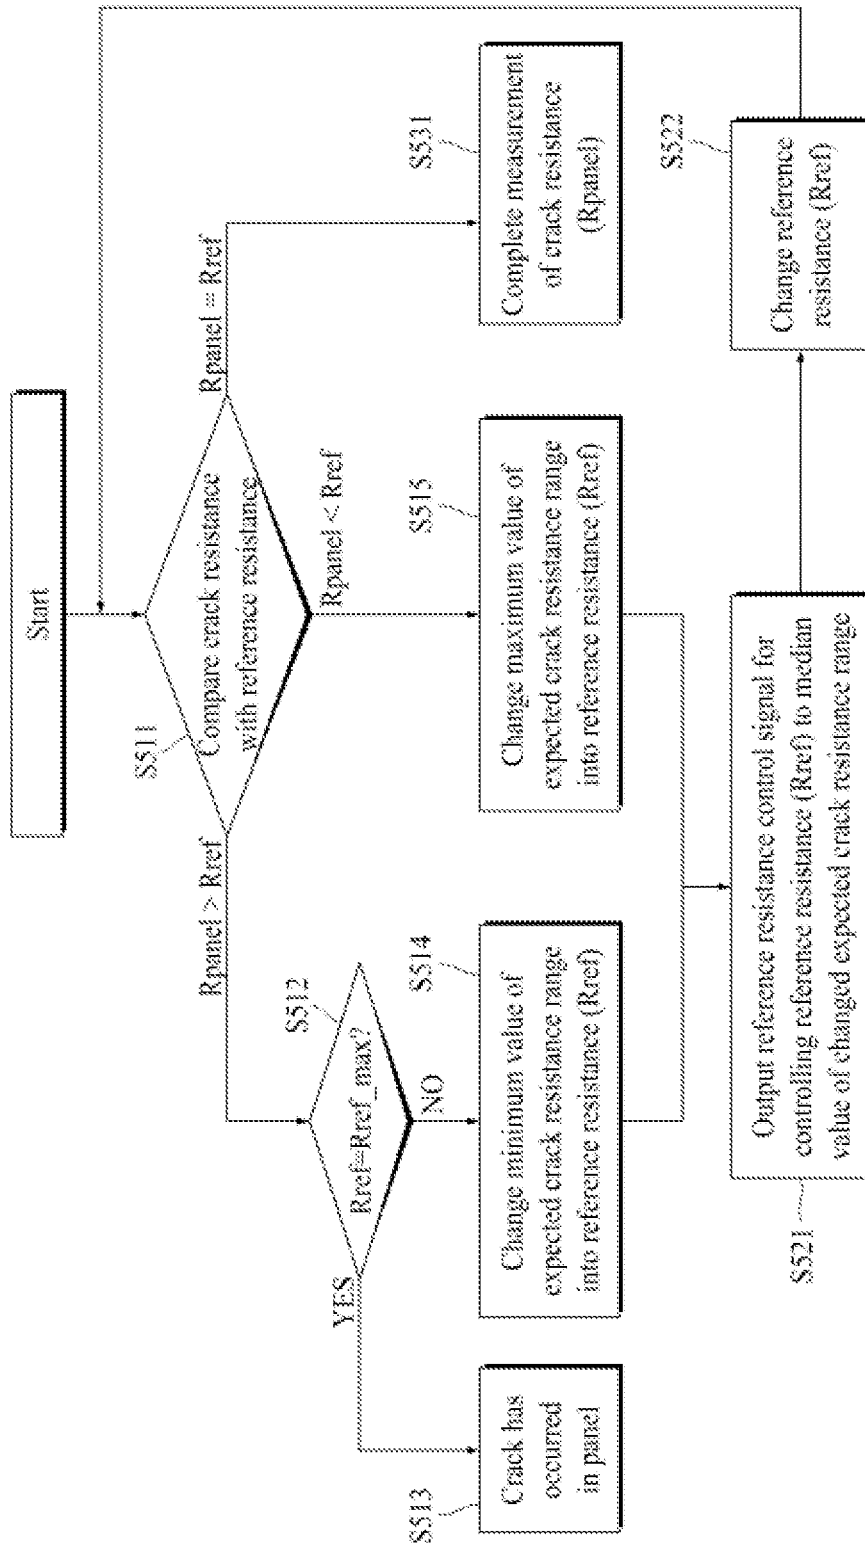 Start
S511
Compare crack resistance
with reference resistance
Rpanel > Rref
Rpanel < Rref
Rpanel = Rref
S512
Rref=Rref_max?
YES
NO
S513
Crack has
occurred
in panel
S514
Change minimum value of
expected crack resistance range
into reference resistance (Rref)
S515
Change maximum value of
expected crack resistance range
into reference resistance (Rref)
S531
Complete measurement
of crack resistance
(Rpanel)
S521
Output reference resistance control signal for
controlling reference resistance (Rref) to median
value of changed expected crack resistance range
S522
Change reference
resistance (Rref)